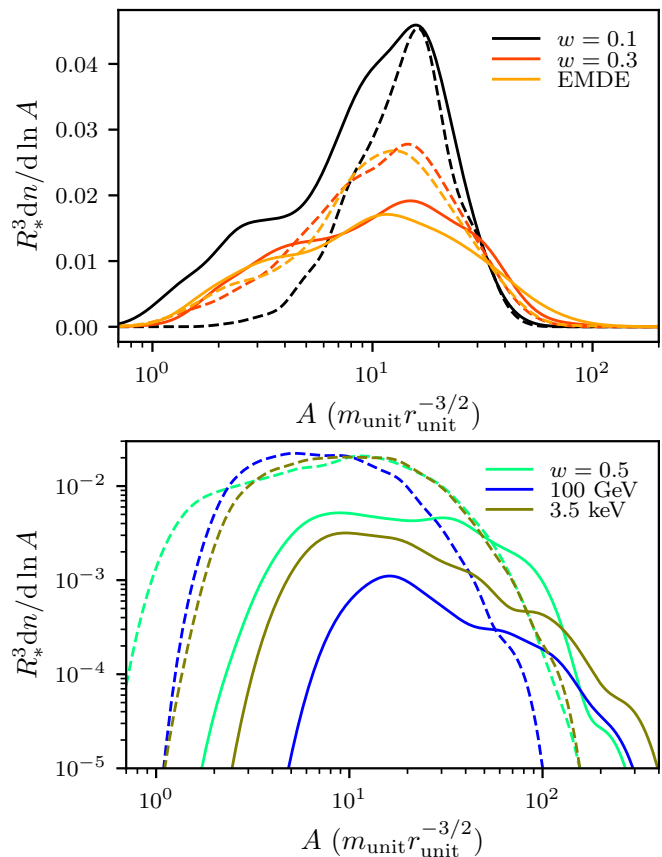 0.04
0.03
0.02
0.01
0.00
R_*^3 dn/d ln A
w = 0.1
w = 0.3
EMDE
10^0 10^1 10^2
A (m_unit r_unit^{-3/2})
10^{-2}
10^{-3}
10^{-4}
10^{-5}
R_*^3 dn/d ln A
w = 0.5
100 GeV
3.5 keV
10^0 10^1 10^2
A (m_unit r_unit^{-3/2})